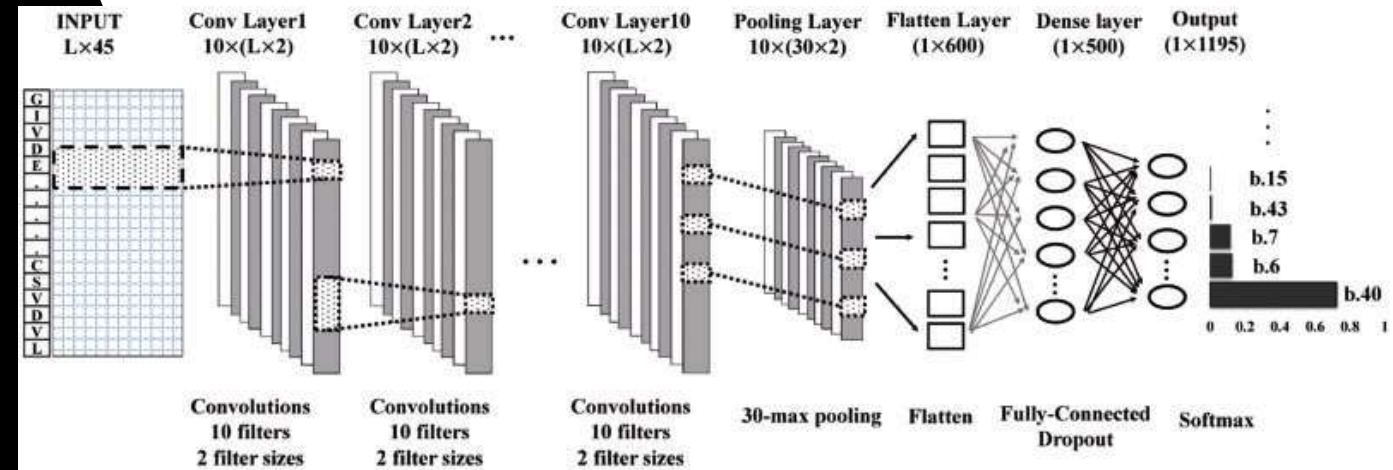 INPUT
L×45
Conv Layer1
10×(L×2)
Conv Layer2
10×(L×2)
...
Conv Layer10
10×(L×2)
Pooling Layer
10×(30×2)
Flatten Layer
(1×600)
Dense layer
(1×500)
Output
(1×1195)
G
I
V
D
E
.
.
.
.
C
S
V
D
V
L
...
b.15
b.43
b.7
b.6
b.40
0 0.2 0.4 0.6 0.8 1
Convolutions
10 filters
2 filter sizes
Convolutions
10 filters
2 filter sizes
Convolutions
10 filters
2 filter sizes
30-max pooling
Flatten
Fully-Connected
Dropout
Softmax